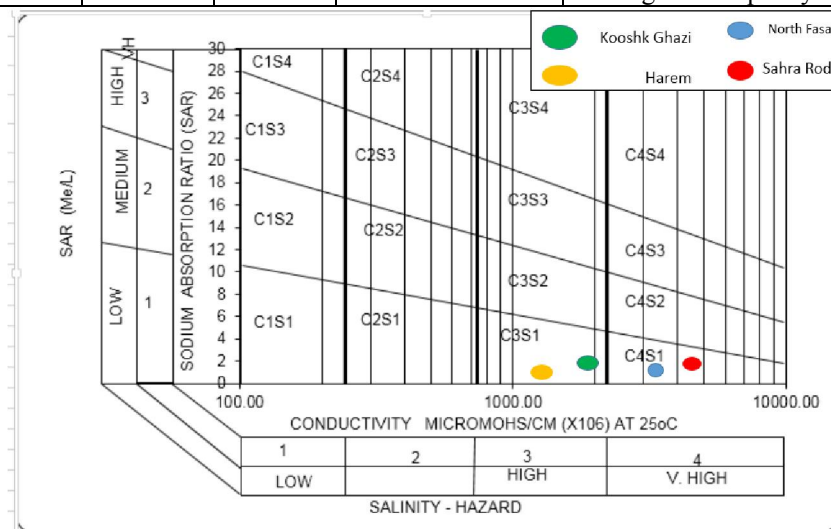 Kooshk Ghazi
North Fasa
Harem
Sahra Rod
SAR (Me/L)
LOW MEDIUM HIGH VH
1 2 3
SODIUM ABSORPTION RATIO (SAR)
30
28
26
24
22
20
18
16
14
12
10
8
6
4
2
0
C1S4 C2S4 C3S4 C4S4
C1S3 C2S3 C3S3 C4S3
C1S2 C2S2 C3S2 C4S2
C1S1 C2S1 C3S1 C4S1
100.00 1000.00 10000.00
CONDUCTIVITY MICROMOHS/CM (X106) AT 25oC
1 2 3 4
LOW HIGH V. HIGH
SALINITY - HAZARD